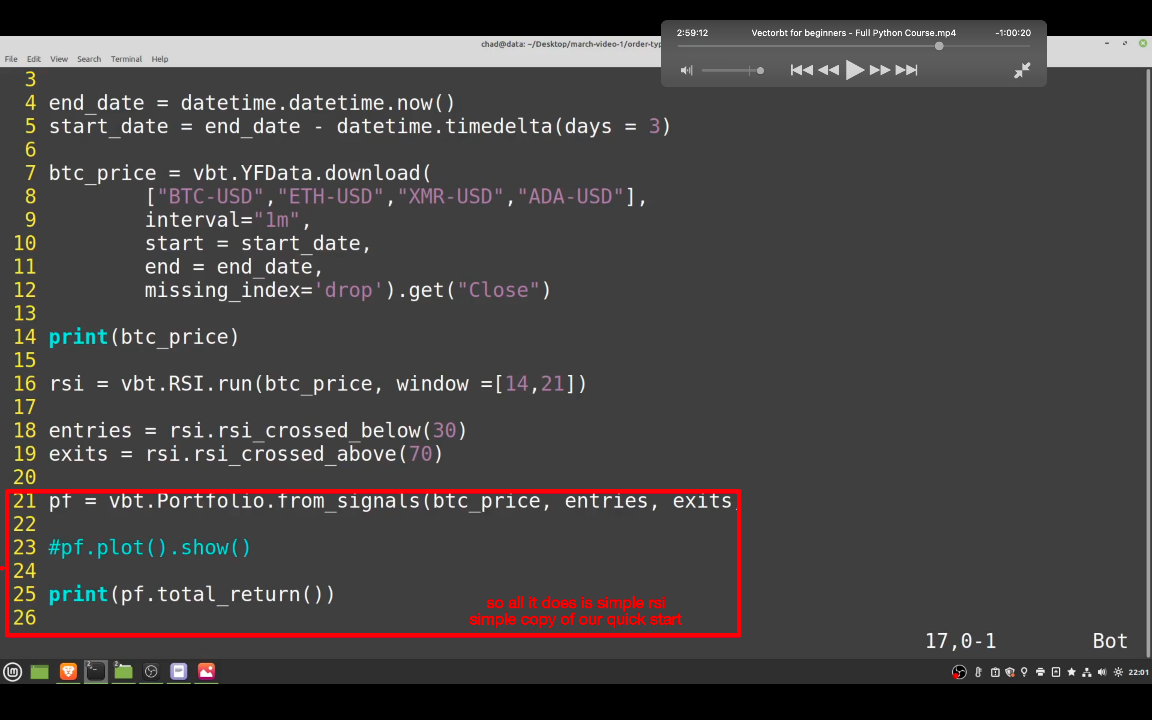 chad@data: ~/Desktop/march-video-1/order-typ
2:59:12
Vectorbt for beginners - Full Python Course.mp4
-1:00:20
File Edit View Search Terminal Help
3
4 end_date = datetime.datetime.now()
5 start_date = end_date - datetime.timedelta(days = 3)
6
7 btc_price = vbt.YFData.download(
8 ["BTC-USD","ETH-USD","XMR-USD","ADA-USD"],
9 interval="1m",
10 start = start_date,
11 end = end_date,
12 missing_index='drop').get("Close")
13
14 print(btc_price)
15
16 rsi = vbt.RSI.run(btc_price, window =[14,21])
17
18 entries = rsi.rsi_crossed_below(30)
19 exits = rsi.rsi_crossed_above(70)
20
21 pf = vbt.Portfolio.from_signals(btc_price, entries, exits
22
23 #pf.plot().show()
24
25 print(pf.total_return())
26
so all it does is simple rsi
simple copy of our quick start
17,0-1 Bot
22:01